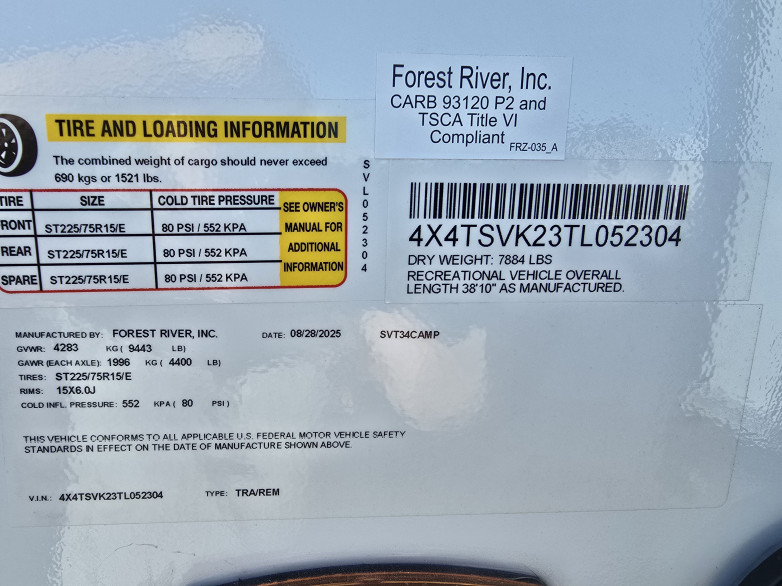 Forest River, Inc.
CARB 93120 P2 and
TSCA Title VI
Compliant FRZ-035_A
TIRE AND LOADING INFORMATION
The combined weight of cargo should never exceed
690 kgs or 1521 lbs.
TIRE SIZE COLD TIRE PRESSURE
FRONT ST225/75R15/E 80 PSI / 552 KPA
REAR ST225/75R15/E 80 PSI / 552 KPA
SPARE ST225/75R15/E 80 PSI / 552 KPA
SEE OWNER'S
MANUAL FOR
ADDITIONAL
INFORMATION
SVL052304
4X4TSVK23TL052304
DRY WEIGHT: 7884 LBS
RECREATIONAL VEHICLE OVERALL
LENGTH 38'10" AS MANUFACTURED.
MANUFACTURED BY: FOREST RIVER, INC. DATE: 08/28/2025 SVT34CAMP
GVWR: 4283 KG ( 9443 LB)
GAWR (EACH AXLE): 1996 KG ( 4400 LB)
TIRES: ST225/75R15/E
RIMS: 15X6.0J
COLD INFL. PRESSURE: 552 KPA ( 80 PSI )
THIS VEHICLE CONFORMS TO ALL APPLICABLE U.S. FEDERAL MOTOR VEHICLE SAFETY
STANDARDS IN EFFECT ON THE DATE OF MANUFACTURE SHOWN ABOVE.
V.I.N.: 4X4TSVK23TL052304 TYPE: TRA/REM